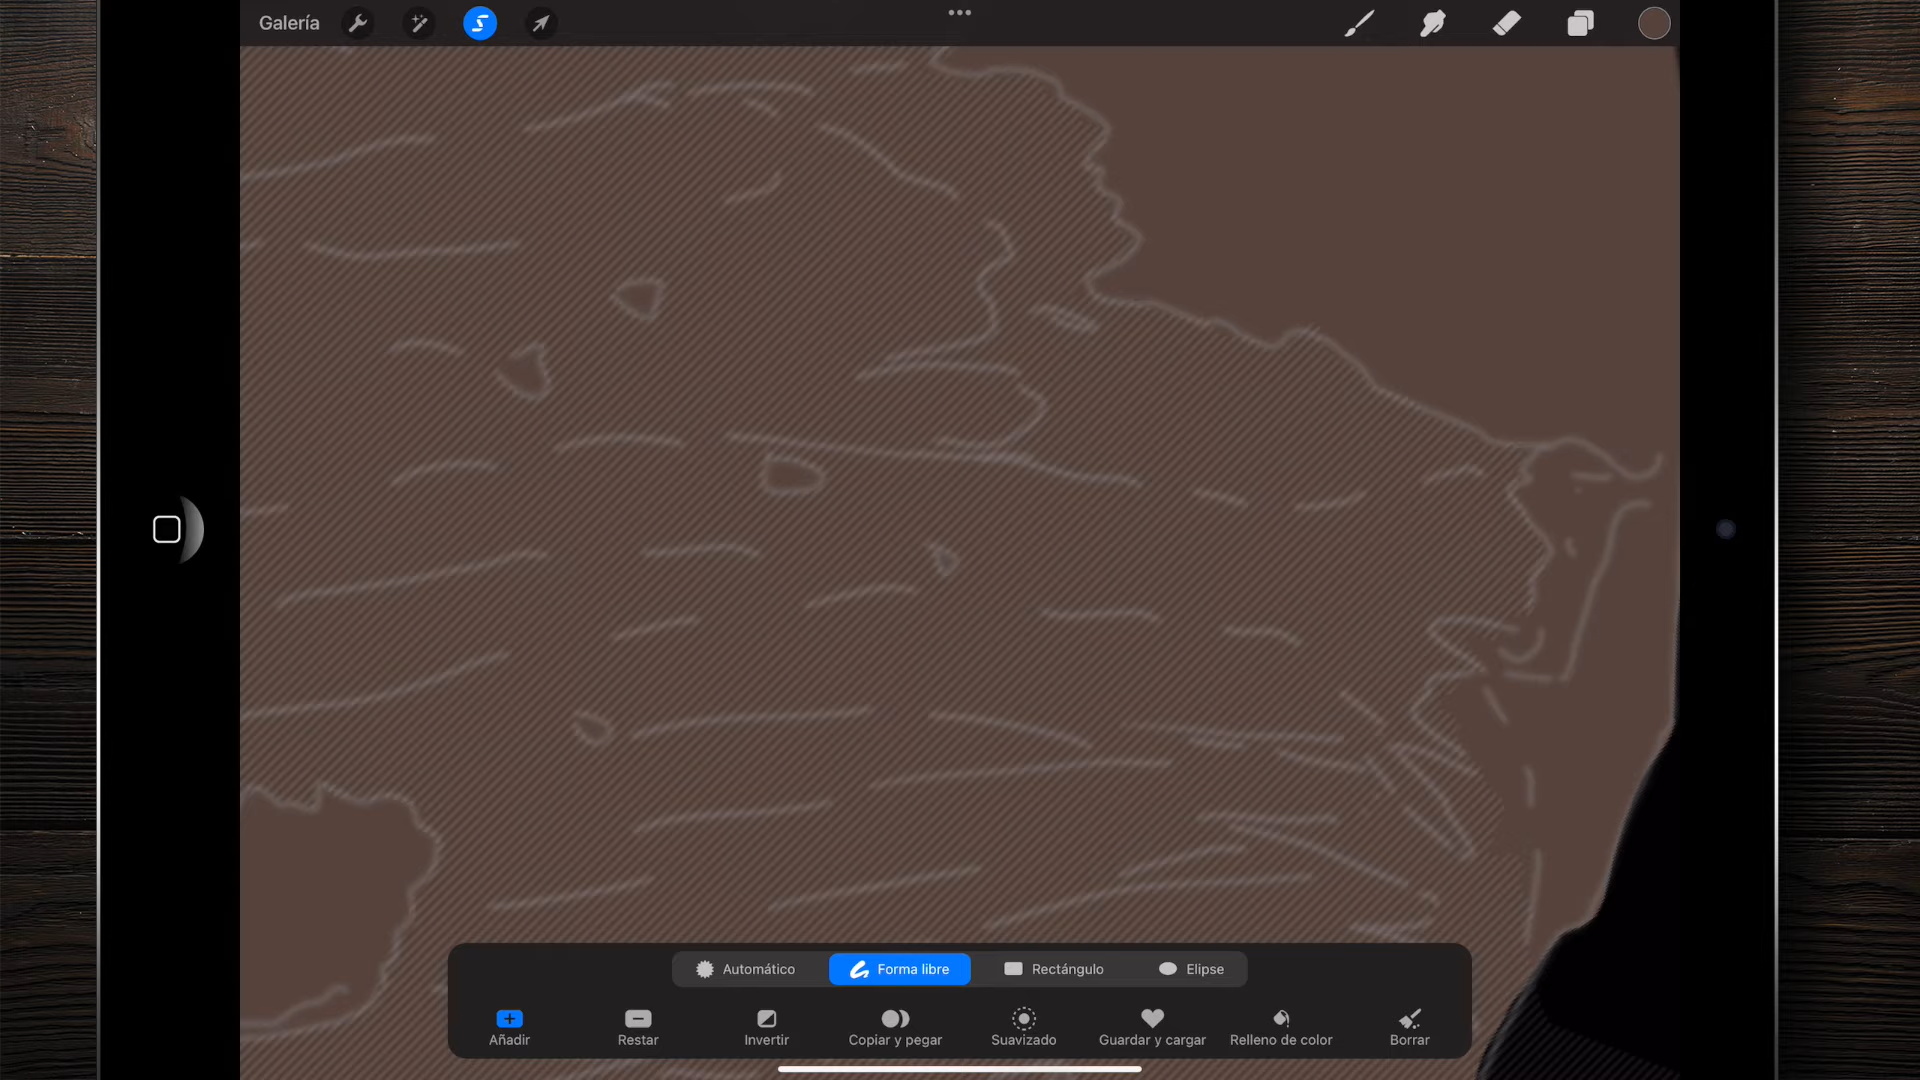 Galería
Automático Forma libre Rectángulo Elipse
Añadir Restar Invertir Copiar y pegar Suavizado Guardar y cargar Relleno de color Borrar